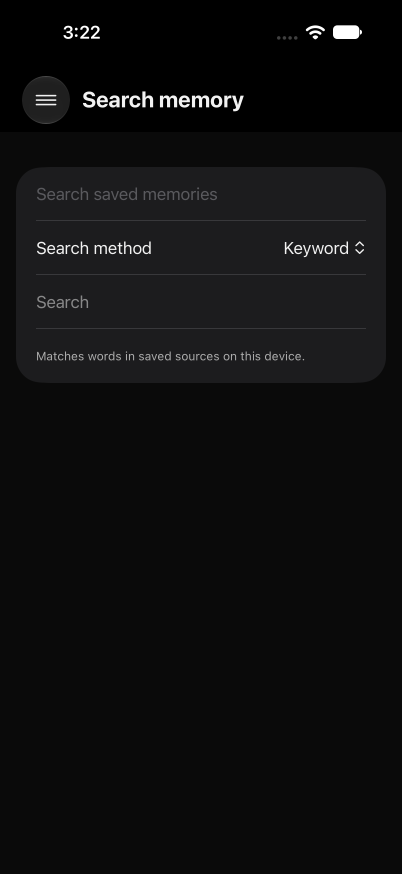 3:22
Search memory
Search saved memories
Search method Keyword
Search
Matches words in saved sources on this device.